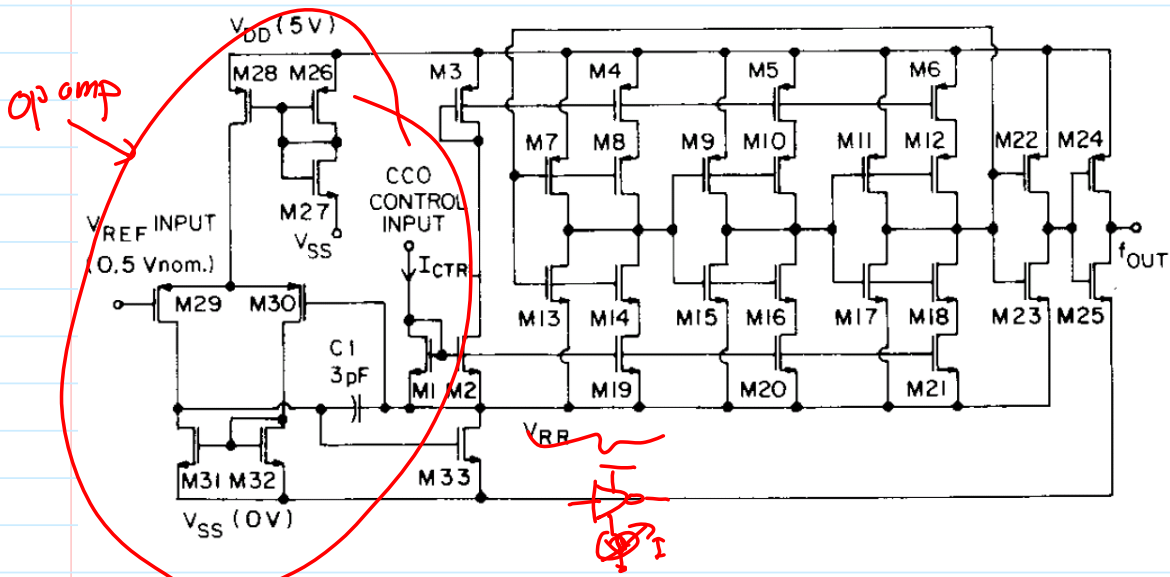 V_DD (5V)
M28 M26
M3
M4
M5
M6
op amp
M7
M8
M9
M10
M11
M12
M22
M24
CCO
CONTROL
INPUT
M27
V_SS
V_REF INPUT
(0.5 Vnom.)
I_CTR
f_OUT
M29
M30
M13
M14
M15
M16
M17
M18
M23
M25
C1
3pF
M1
M2
M19
M20
M21
V_RR
M31
M32
M33
V_SS (0V)
I